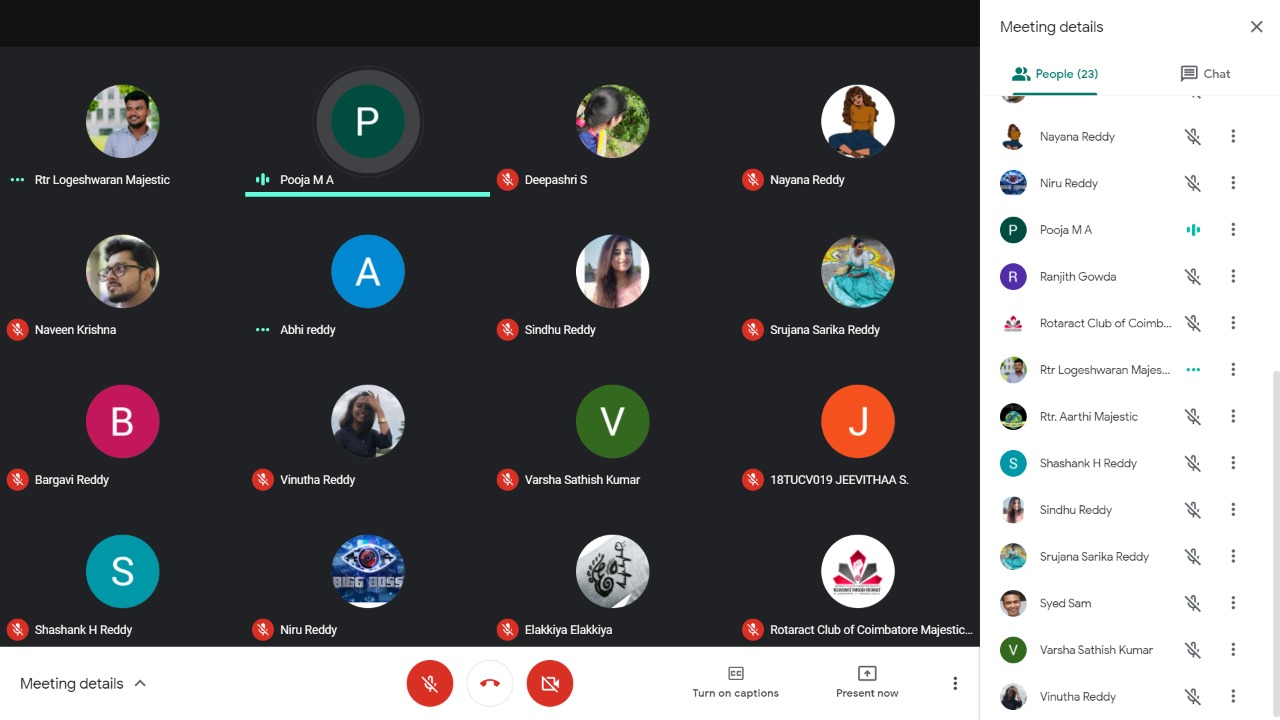 Rtr Logeshwaran Majestic
P
Pooja M A
Deepashri S
Nayana Reddy
Naveen Krishna
A
Abhi reddy
Sindhu Reddy
Srujana Sarika Reddy
B
Bargavi Reddy
Vinutha Reddy
V
Varsha Sathish Kumar
J
18TUCV019 JEEVITHAA S.
S
Shashank H Reddy
BIGG BOSS
Niru Reddy
Elakkiya Elakkiya
Rotaract Club of Coimbatore Majestic...
Meeting details
CC
Turn on captions
Present now
Meeting details
People (23)
Chat
Nayana Reddy
Niru Reddy
P
Pooja M A
R
Ranjith Gowda
Rotaract Club of Coimb...
Rtr Logeshwaran Majes...
Rtr. Aarthi Majestic
S
Shashank H Reddy
Sindhu Reddy
Srujana Sarika Reddy
Syed Sam
V
Varsha Sathish Kumar
Vinutha Reddy